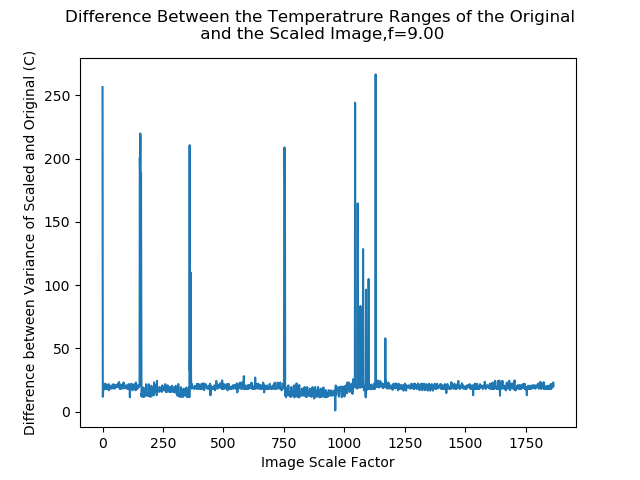 Difference Between the Temperatrure Ranges of the Original
and the Scaled Image,f=9.00
Difference between Variance of Scaled and Original (C)
250
200
150
100
50
0
0 250 500 750 1000 1250 1500 1750
Image Scale Factor